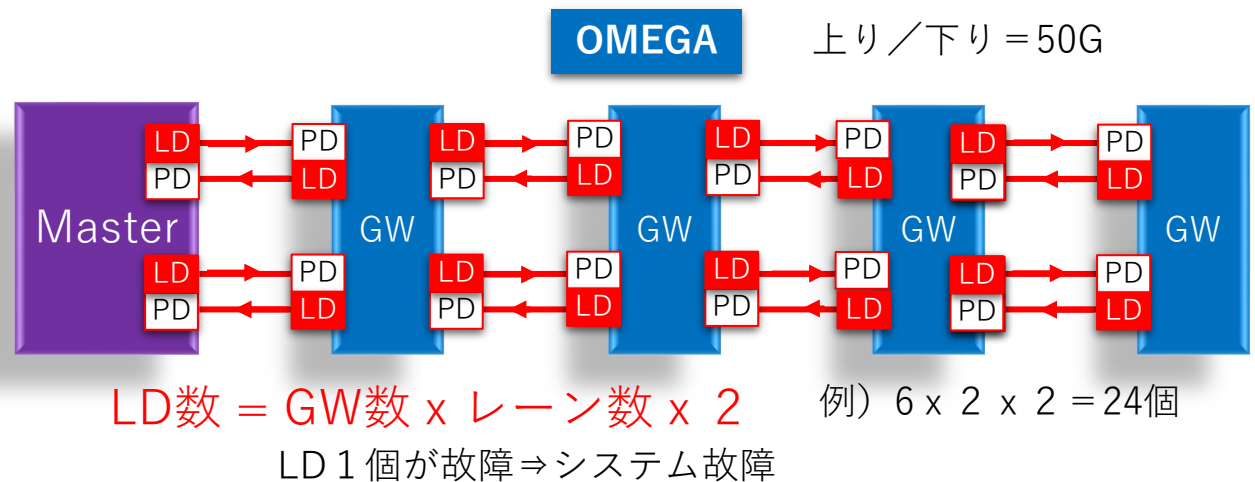 OMEGA
上り／下り＝50G
LD PD LD PD LD PD LD PD
PD LD PD LD PD LD PD LD
Master GW GW GW GW
LD PD LD PD LD PD LD PD
PD LD PD LD PD LD PD LD
LD数 = GW数 x レーン数 x 2
例）6 x 2 x 2 ＝24個
LD１個が故障⇒システム故障